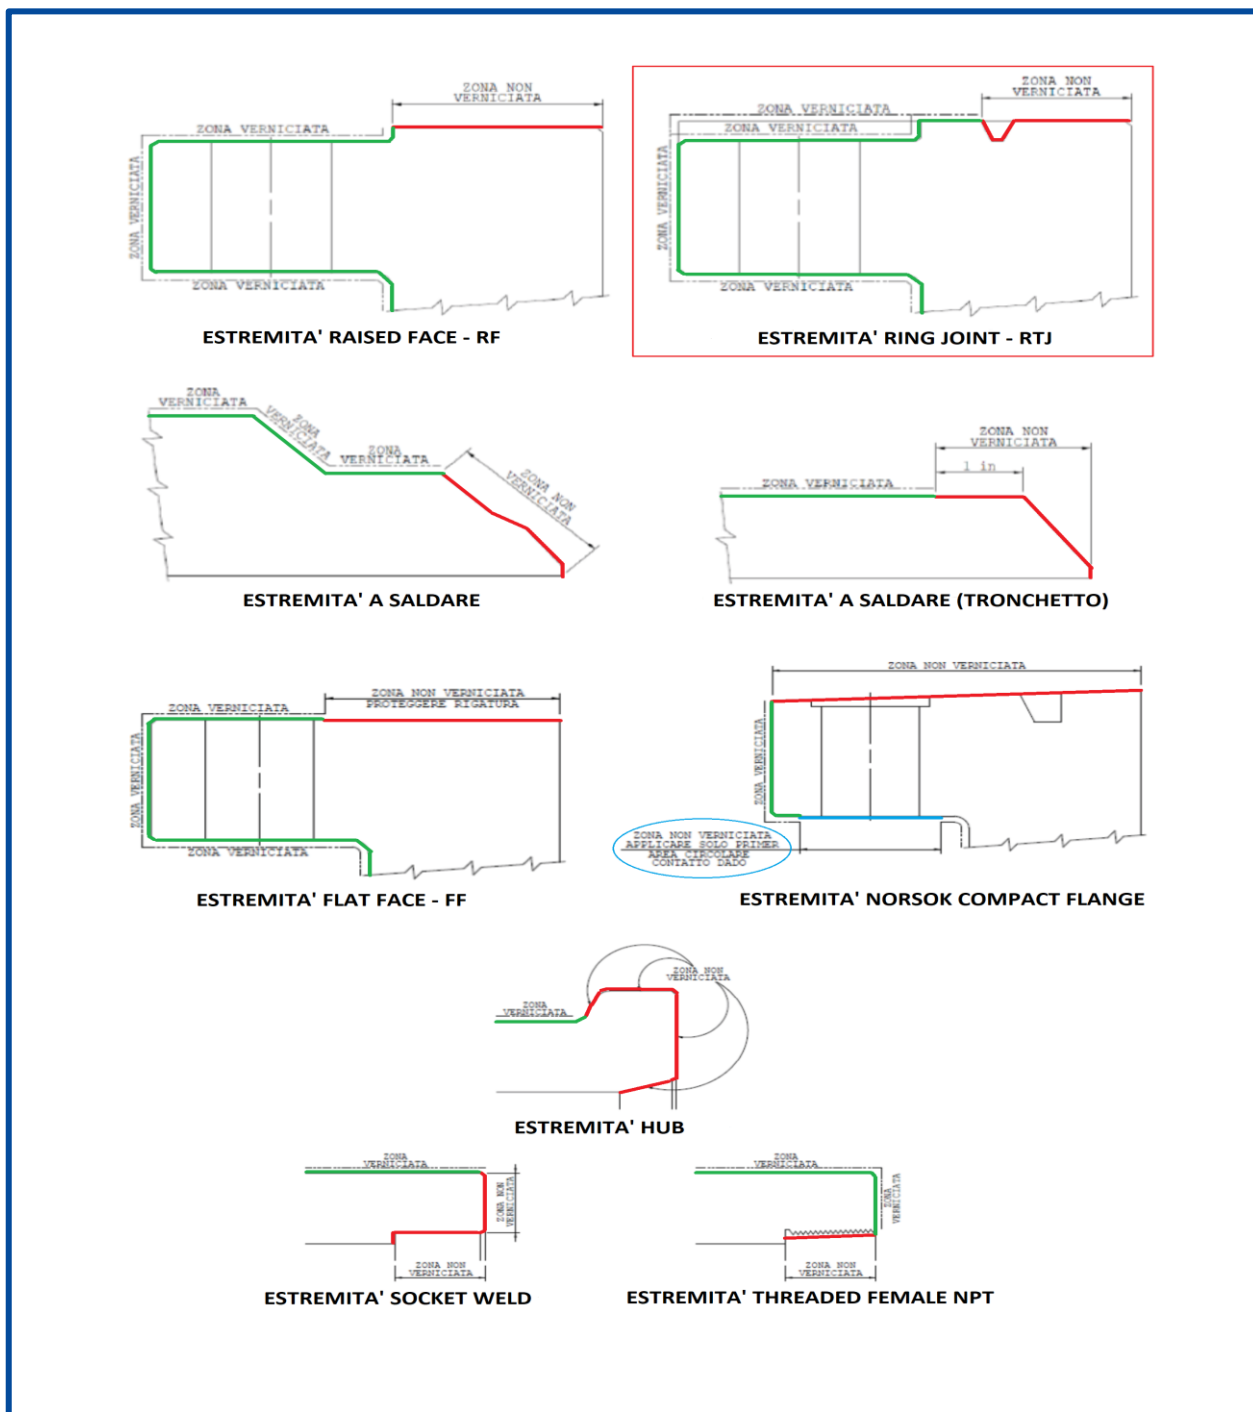 ZONA NON
VERNICIATA
ZONA VERNICIATA
ZONA VERNICIATA
ZONA VERNICIATA
ESTREMITA' RAISED FACE - RF
ZONA NON
VERNICIATA
ZONA VERNICIATA
ZONA VERNICIATA
ZONA VERNICIATA
ZONA VERNICIATA
ESTREMITA' RING JOINT - RTJ
ZONA
VERNICIATA
ZONA
VERNICIATA
ZONA
VERNICIATA
ZONA NON
VERNICIATA
ESTREMITA' A SALDARE
ZONA NON
VERNICIATA
1 in
ZONA VERNICIATA
ESTREMITA' A SALDARE (TRONCHETTO)
ZONA NON VERNICIATA
PROTEGGERE RIGATURA
ZONA VERNICIATA
ZONA VERNICIATA
ZONA VERNICIATA
ESTREMITA' FLAT FACE - FF
ZONA NON VERNICIATA
ZONA VERNICIATA
ZONA NON VERNICIATA
APPLICARE SOLO PRIMER
AREA CIRCOLARE
CONTATTO DADO
ESTREMITA' NORSOK COMPACT FLANGE
ZONA NON
VERNICIATA
ZONA
VERNICIATA
ESTREMITA' HUB
ZONA
VERNICIATA
ZONA NON
VERNICIATA
ZONA NON
VERNICIATA
ESTREMITA' SOCKET WELD
ZONA
VERNICIATA
ZONA
VERNICIATA
ZONA NON
VERNICIATA
ESTREMITA' THREADED FEMALE NPT